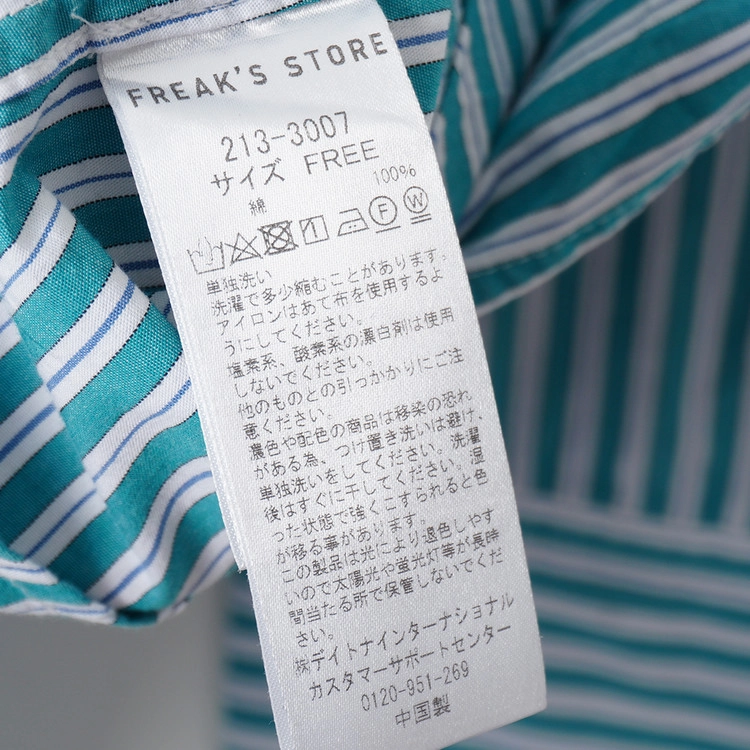 FREAK'S STORE
213-3007
サイズ FREE
綿 100%
単独洗い
洗濯で多少縮むことがあります。
アイロンはあて布を使用するよ
うにしてください。
塩素系、酸素系の漂白剤は使用
しないでください。
他のものとの引っかかりにご注
意ください。
濃色や配色の商品は移染の恐れ
がある為、つけ置き洗いは避け、
単独洗いをしてください。洗濯
後はすぐに干してください。湿
った状態で強くこすられると色
が移る事があります。
この製品は光により退色しやす
いので太陽光や蛍光灯等が長時
間当たる所で保管しないでくだ
さい。
㈱デイトナインターナショナル
カスタマーサポートセンター
0120-951-269
中国製